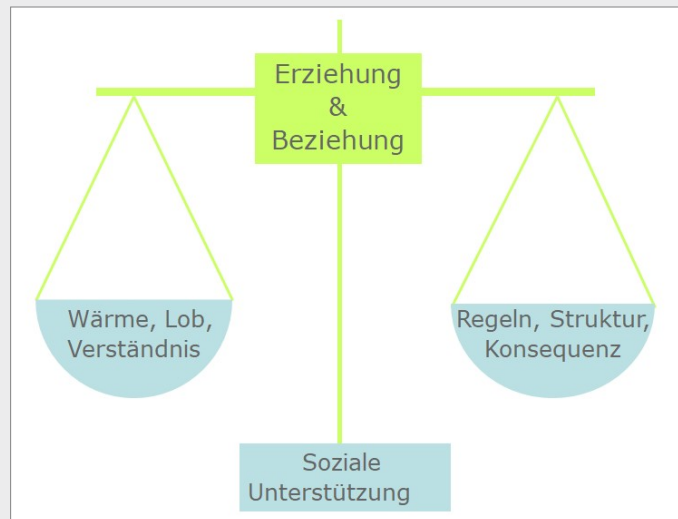 Erziehung
&
Beziehung
Wärme, Lob,
Verständnis
Regeln, Struktur,
Konsequenz
Soziale
Unterstützung